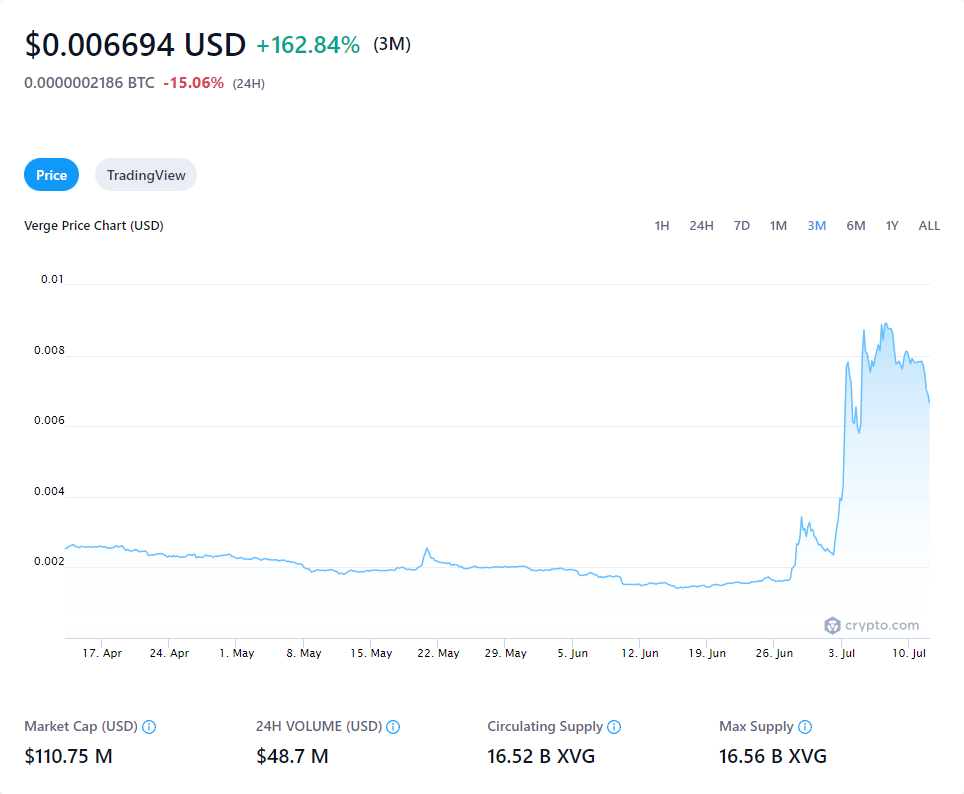 $0.006694 USD +162.84% (3M)
0.0000002186 BTC -15.06% (24H)
Price TradingView
Verge Price Chart (USD) 1H 24H 7D 1M 3M 6M 1Y ALL
0.01
0.008
0.006
0.004
0.002
crypto.com
17. Apr 24. Apr 1. May 8. May 15. May 22. May 29. May 5. Jun 12. Jun 19. Jun 26. Jun 3. Jul 10. Jul
Market Cap (USD) 24H VOLUME (USD) Circulating Supply Max Supply
$110.75 M $48.7 M 16.52 B XVG 16.56 B XVG